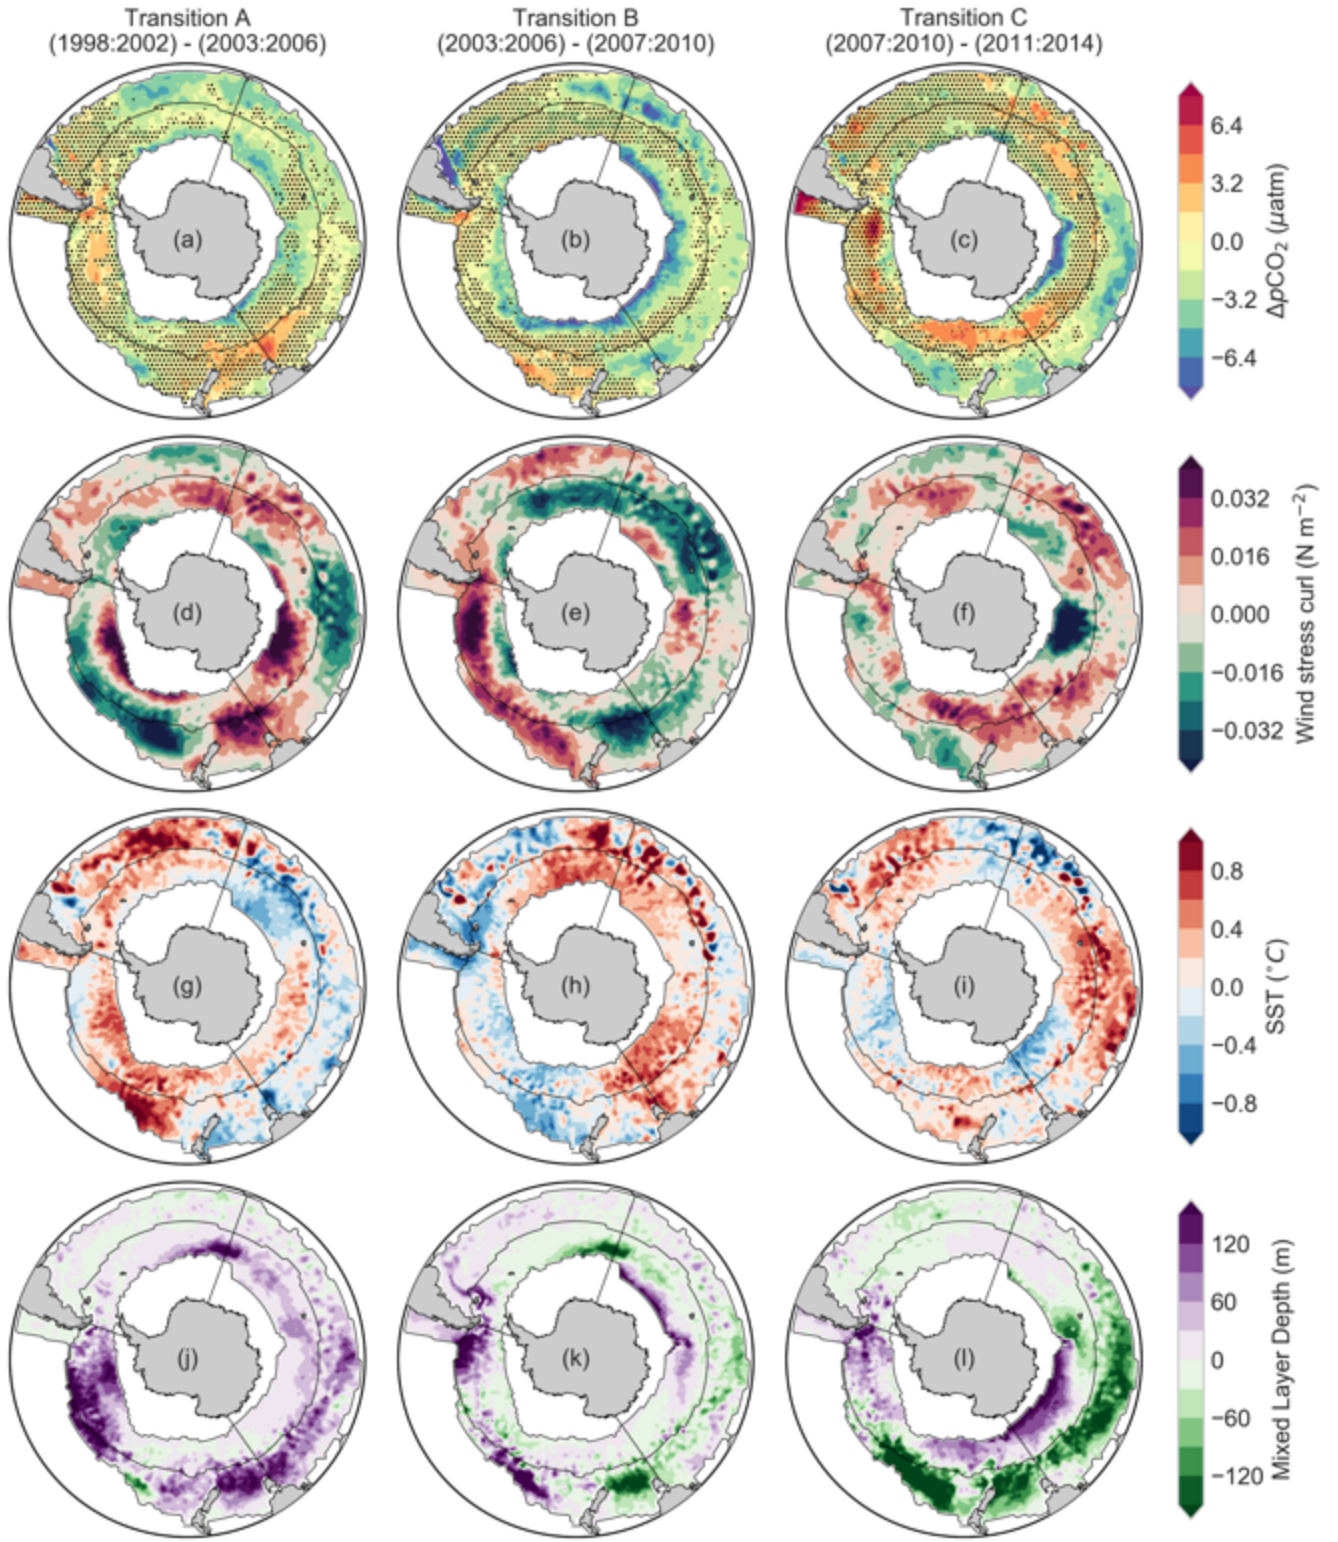 Transition A
(1998:2002) - (2003:2006)
Transition B
(2003:2006) - (2007:2010)
Transition C
(2007:2010) - (2011:2014)
(a)
(b)
(c)
6.4
3.2
0.0
−3.2
−6.4
ΔpCO₂ (μatm)
(d)
(e)
(f)
0.032
0.016
0.000
−0.016
−0.032
Wind stress curl (N m⁻²)
(g)
(h)
(i)
0.8
0.4
0.0
−0.4
−0.8
SST (°C)
(j)
(k)
(l)
120
60
0
−60
−120
Mixed Layer Depth (m)